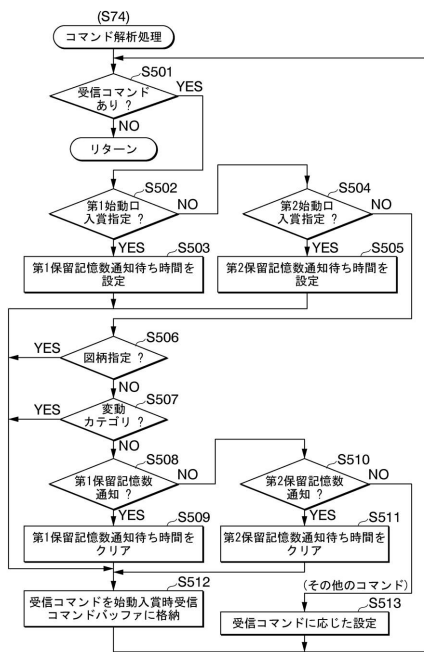 (S74)
コマンド解析処理
S501
受信コマンド
あり ?
YES
NO
リターン
S502
第1始動口
入賞指定 ?
NO
YES
S504
第2始動口
入賞指定 ?
NO
YES
S503
第1保留記憶数通知待ち時間を
設定
S505
第2保留記憶数通知待ち時間を
設定
S506
YES
図柄指定 ?
NO
S507
YES
変動
カテゴリ ?
NO
S508
第1保留記憶数
通知 ?
NO
YES
S510
第2保留記憶数
通知 ?
NO
YES
S509
第1保留記憶数通知待ち時間を
クリア
S511
第2保留記憶数通知待ち時間を
クリア
(その他のコマンド)
S512
受信コマンドを始動入賞時受信
コマンドバッファに格納
S513
受信コマンドに応じた設定